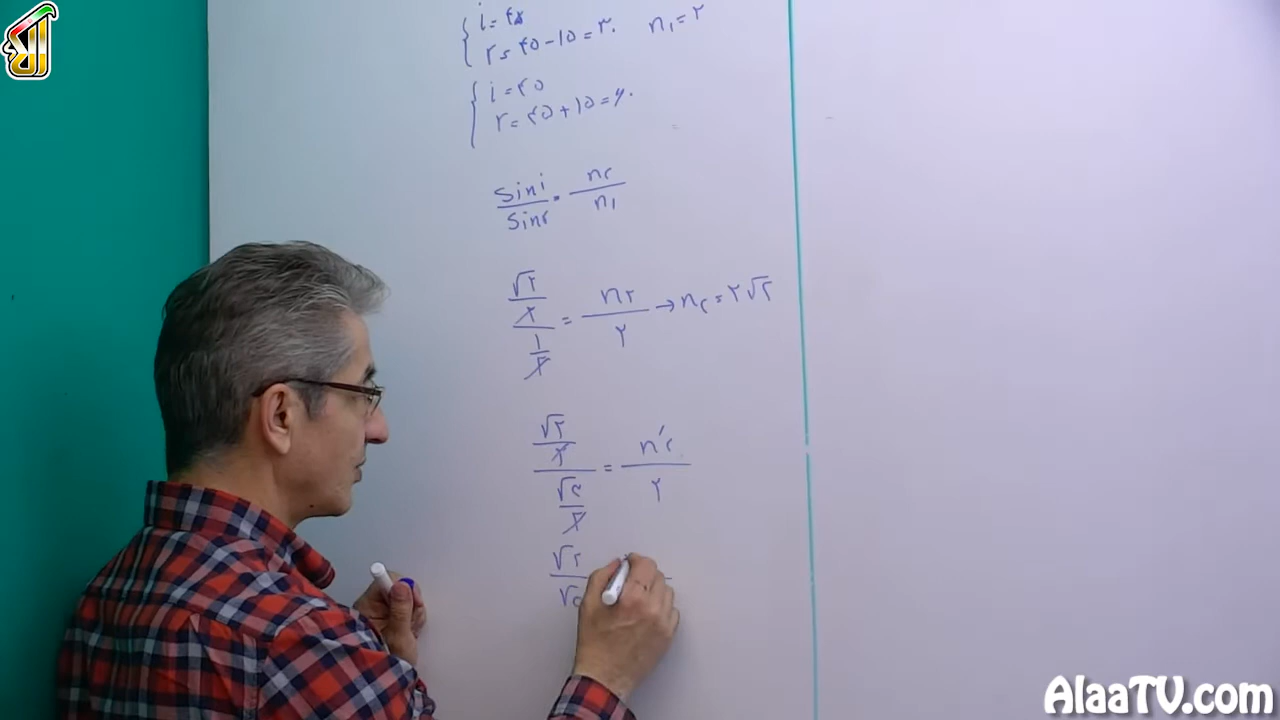 آلا
i = ۴۵
r = ۴۵ - ۱۵ = ۳۰ n₁ = ۲
i = ۴۵
r = ۴۵ + ۱۵ = ۶۰
sin i / sin r = n₂ / n₁
(√۲/۲) / (۱/۲) = n₂ / ۲ → n₂ = ۲√۲
(√۲/۲) / (√۳/۲) = n'₂ / ۲
√۲
AlaaTV.com